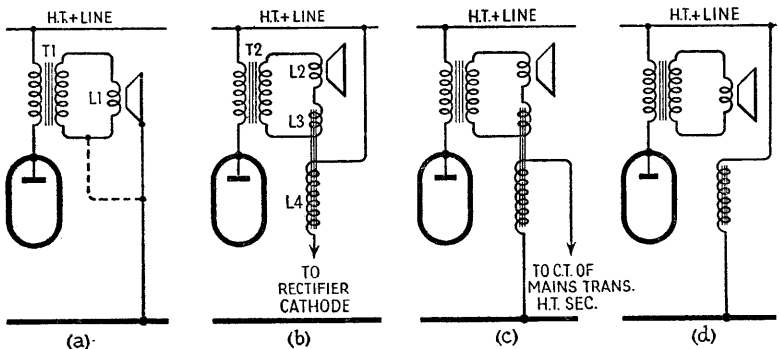 H.T.+ LINE
T1
L1
(a)
H.T.+ LINE
T2
L2
L3
L4
TO
RECTIFIER
CATHODE
(b)
H.T.+ LINE
TO C.T. OF
MAINS TRANS.
H.T. SEC.
(c)
H.T.+ LINE
(d)